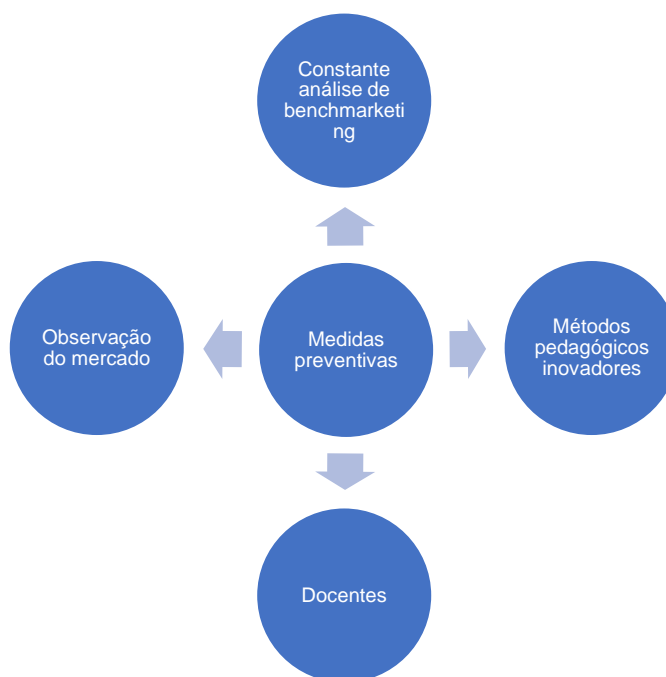 Constante
análise de
benchmarketi
ng
Observação
do mercado
Medidas
preventivas
Métodos
pedagógicos
inovadores
Docentes